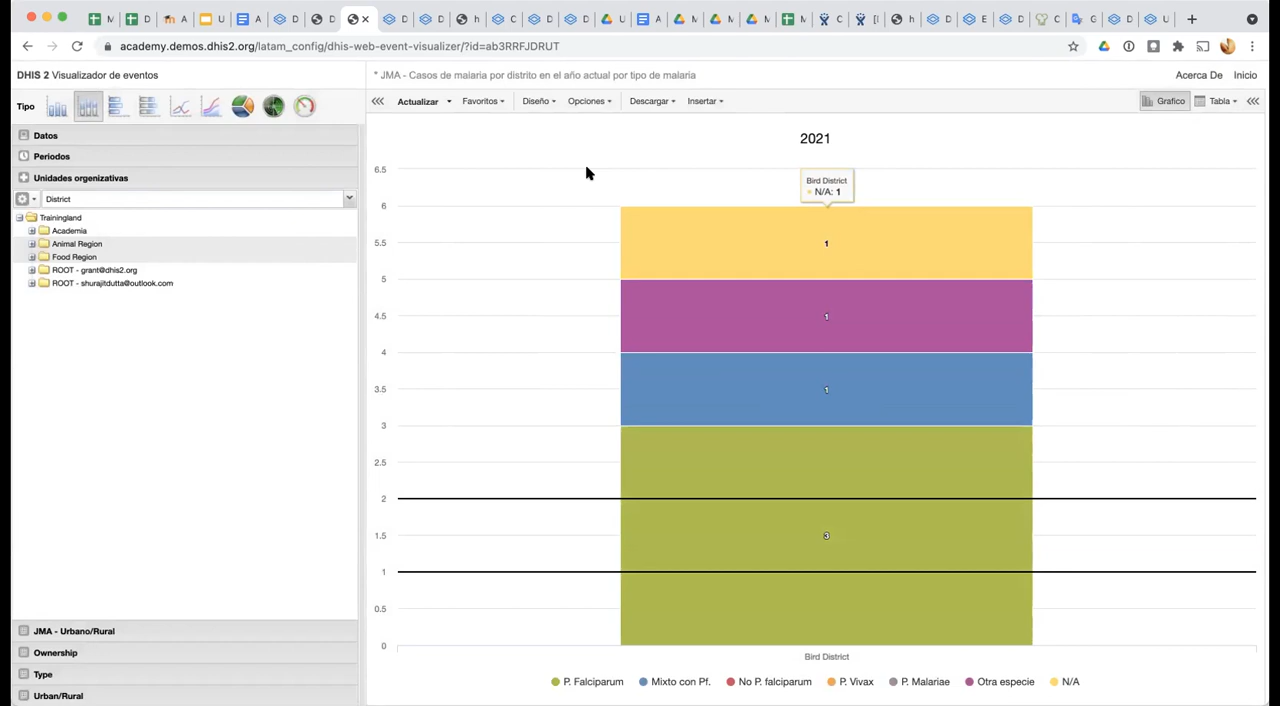 M
D
A
U
A
D
D
D
D
h
C
D
D
U
A
M
M
M
M
C
[
h
D
E
D
C
G
D
U
academy.demos.dhis2.org/latam_config/dhis-web-event-visualizer/?id=ab3RRFJDRUT
DHIS 2 Visualizador de eventos
* JMA - Casos de malaria por distrito en el año actual por tipo de malaria
Acerca De
Inicio
Tipo
Actualizar
Favoritos
Diseño
Opciones
Descargar
Insertar
Grafico
Tabla
Datos
Periodos
Unidades organizativas
District
Trainingland
Academia
Animal Region
Food Region
ROOT - grant@dhis2.org
ROOT - shurajitdutta@outlook.com
JMA - Urbano/Rural
Ownership
Type
Urban/Rural
2021
6.5
6
5.5
5
4.5
4
3.5
3
2.5
2
1.5
1
0.5
0
Bird District
N/A: 1
1
1
1
3
Bird District
P. Falciparum
Mixto con Pf.
No P. falciparum
P. Vivax
P. Malariae
Otra especie
N/A